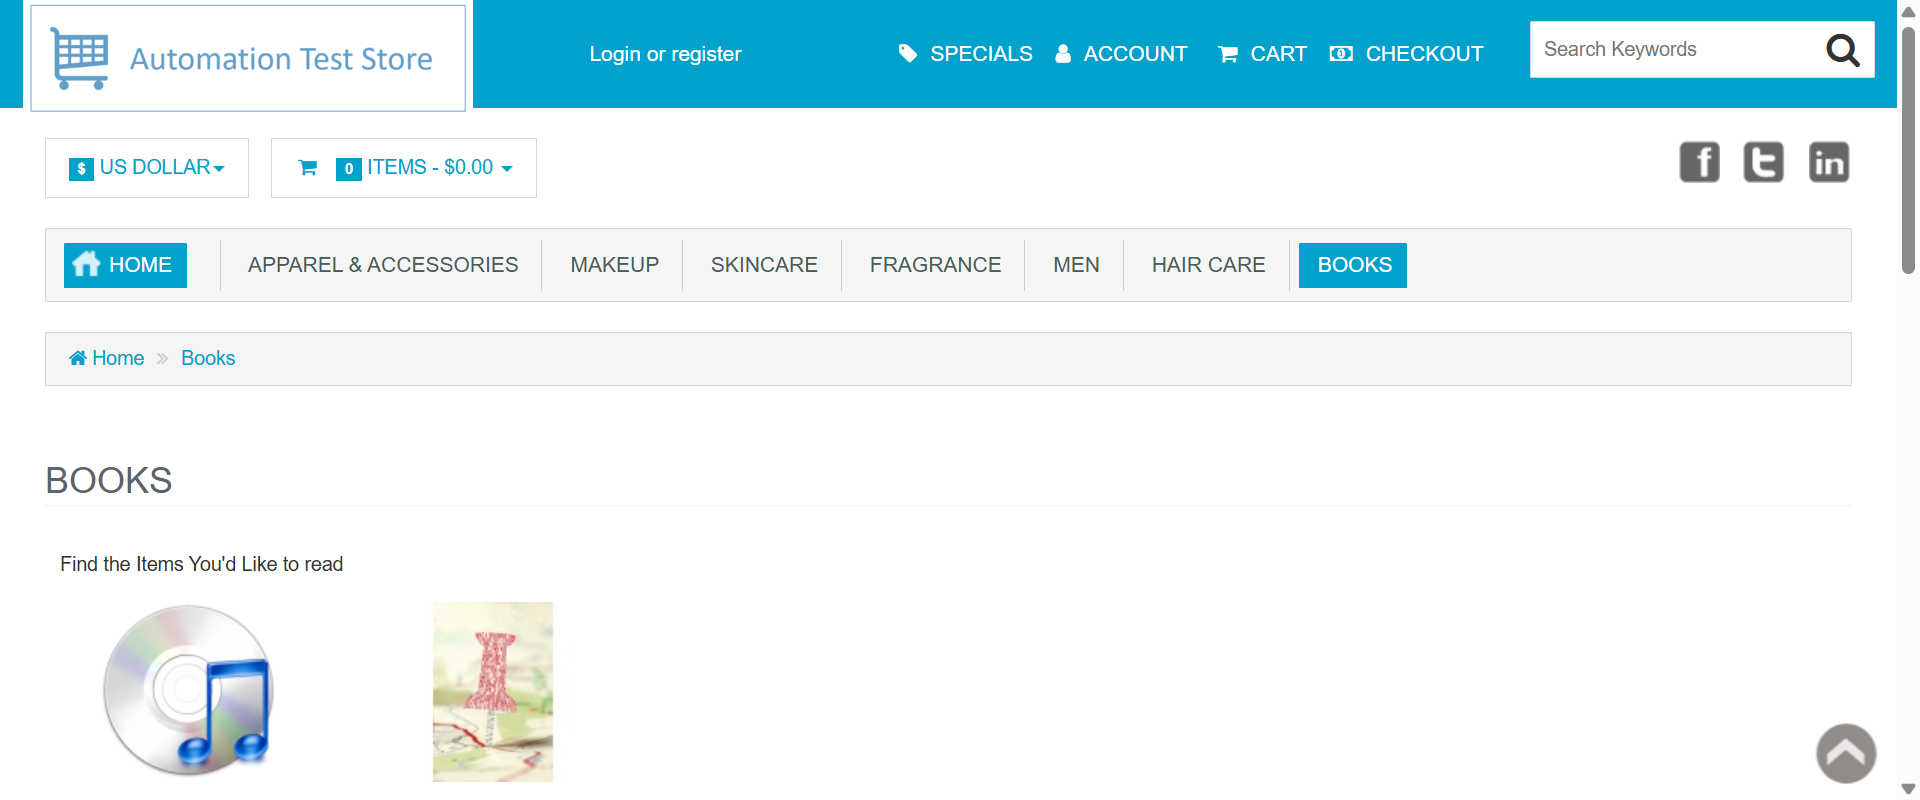 Automation Test Store
Login or register
SPECIALS
ACCOUNT
CART
CHECKOUT
Search Keywords
$ US DOLLAR
0 ITEMS - $0.00
f
t
in
HOME
APPAREL & ACCESSORIES
MAKEUP
SKINCARE
FRAGRANCE
MEN
HAIR CARE
BOOKS
Home » Books
BOOKS
Find the Items You'd Like to read